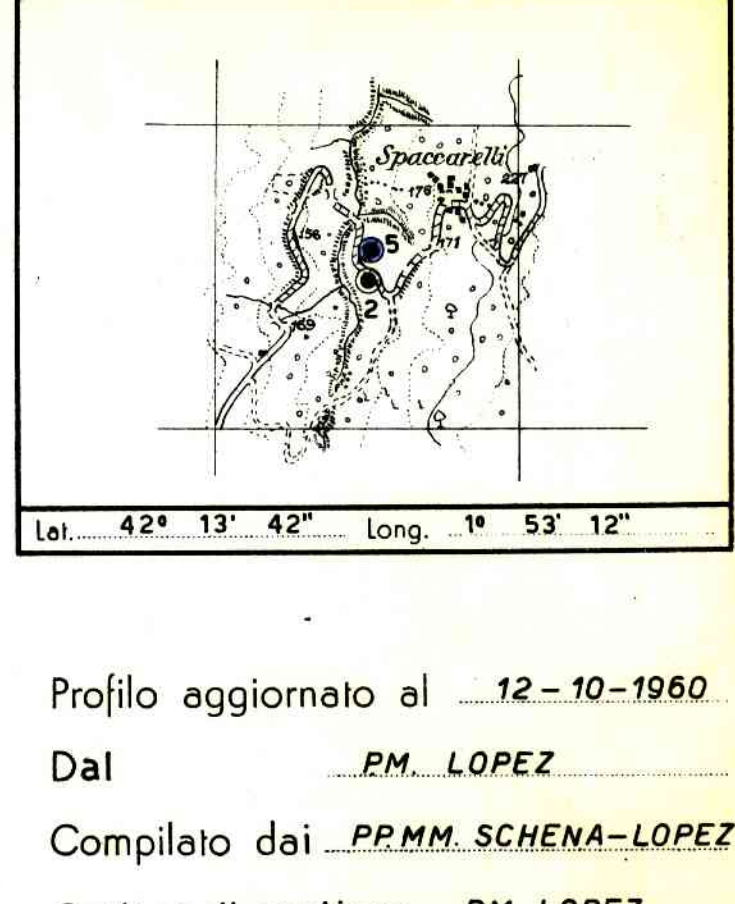 Spaccarelli
176
227
156
5
171
2
169
Lat. 42° 13' 42" Long. 1° 53' 12"
Profilo aggiornato al 12-10-1960
Dal P.M. LOPEZ
Compilato dai PP.MM. SCHENA-LOPEZ
P.M. LOPEZ